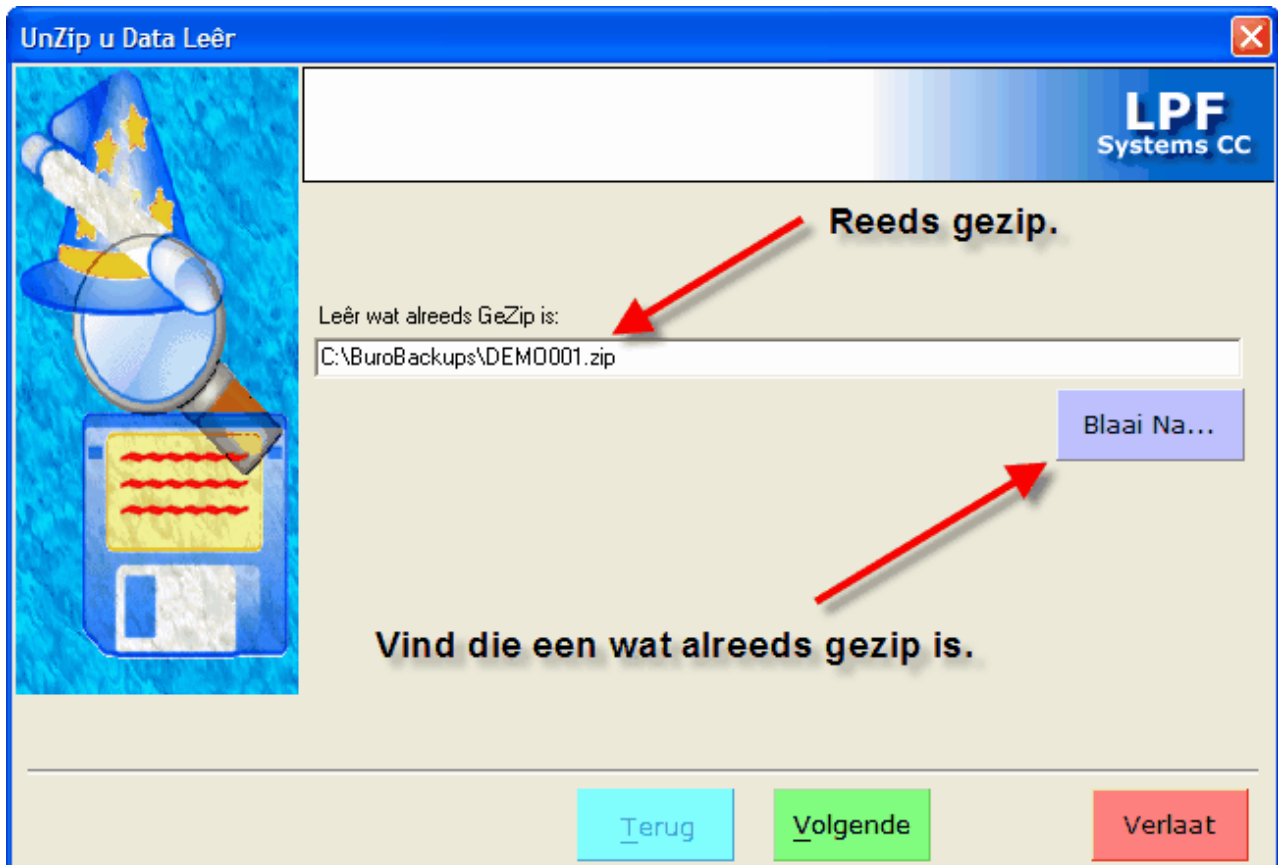 UnZip u Data Leêr
LPF
Systems CC
Reeds gezip.
Leêr wat alreeds GeZip is:
C:\BuroBackups\DEMO001.zip
Blaai Na...
Vind die een wat alreeds gezip is.
Terug
Volgende
Verlaat